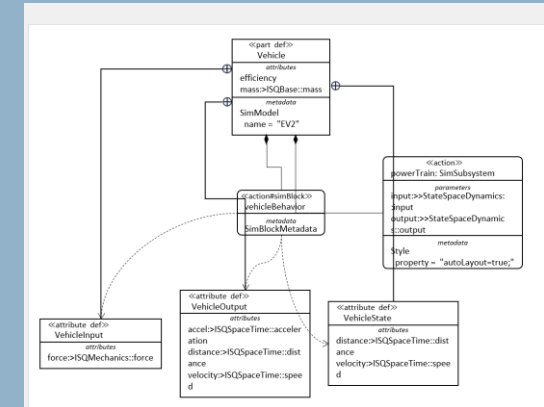 «part def»
Vehicle
attributes
efficiency
mass:>ISQBase::mass
metadata
SimModel
name = "EV2"
«action»
powerTrain: SimSubsystem
parameters
input:>>StateSpaceDynamics:
:input
output:>>StateSpaceDynamic
s::output
metadata
Style
property = "autoLayout=true;"
«action#simBlock»
vehicleBehavior
metadata
SimBlockMetadata
«attribute def»
VehicleInput
attributes
force:>ISQMechanics::force
«attribute def»
VehicleOutput
attributes
accel:>ISQSpaceTime::acceler
ation
distance:>ISQSpaceTime::dist
ance
velocity:>ISQSpaceTime::spee
d
«attribute def»
VehicleState
attributes
distance:>ISQSpaceTime::dist
ance
velocity:>ISQSpaceTime::spee
d